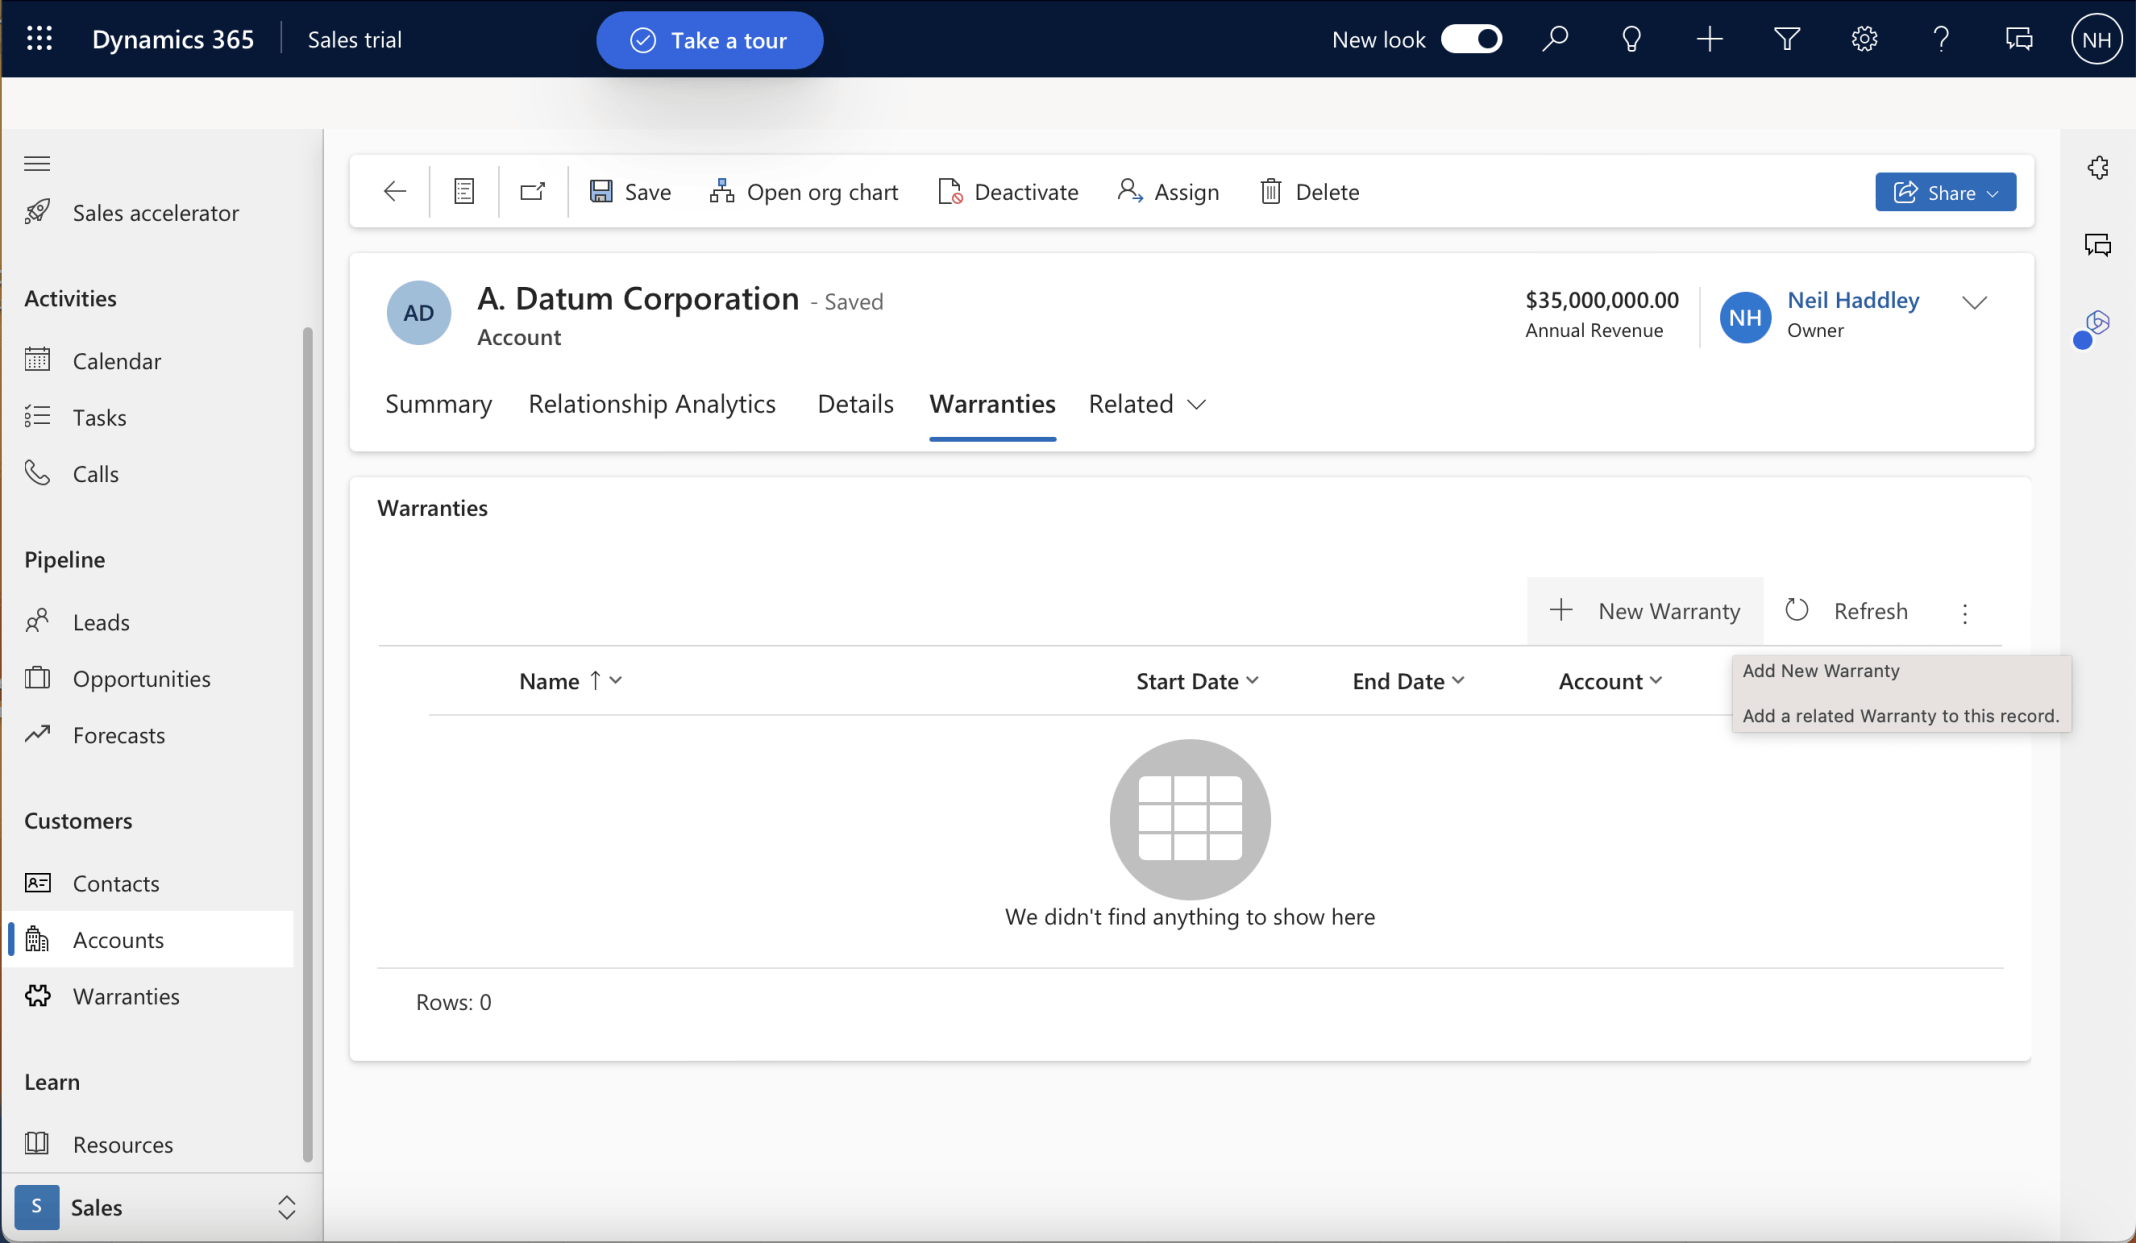 Dynamics 365
Sales trial
Take a tour
New look
NH
Sales accelerator
Activities
Calendar
Tasks
Calls
Pipeline
Leads
Opportunities
Forecasts
Customers
Contacts
Accounts
Warranties
Learn
Resources
S Sales
Save
Open org chart
Deactivate
Assign
Delete
Share
AD
A. Datum Corporation - Saved
Account
$35,000,000.00
Annual Revenue
NH
Neil Haddley
Owner
Summary
Relationship Analytics
Details
Warranties
Related
Warranties
New Warranty
Refresh
Name ↑
Start Date
End Date
Account
Add New Warranty
Add a related Warranty to this record.
We didn't find anything to show here
Rows: 0